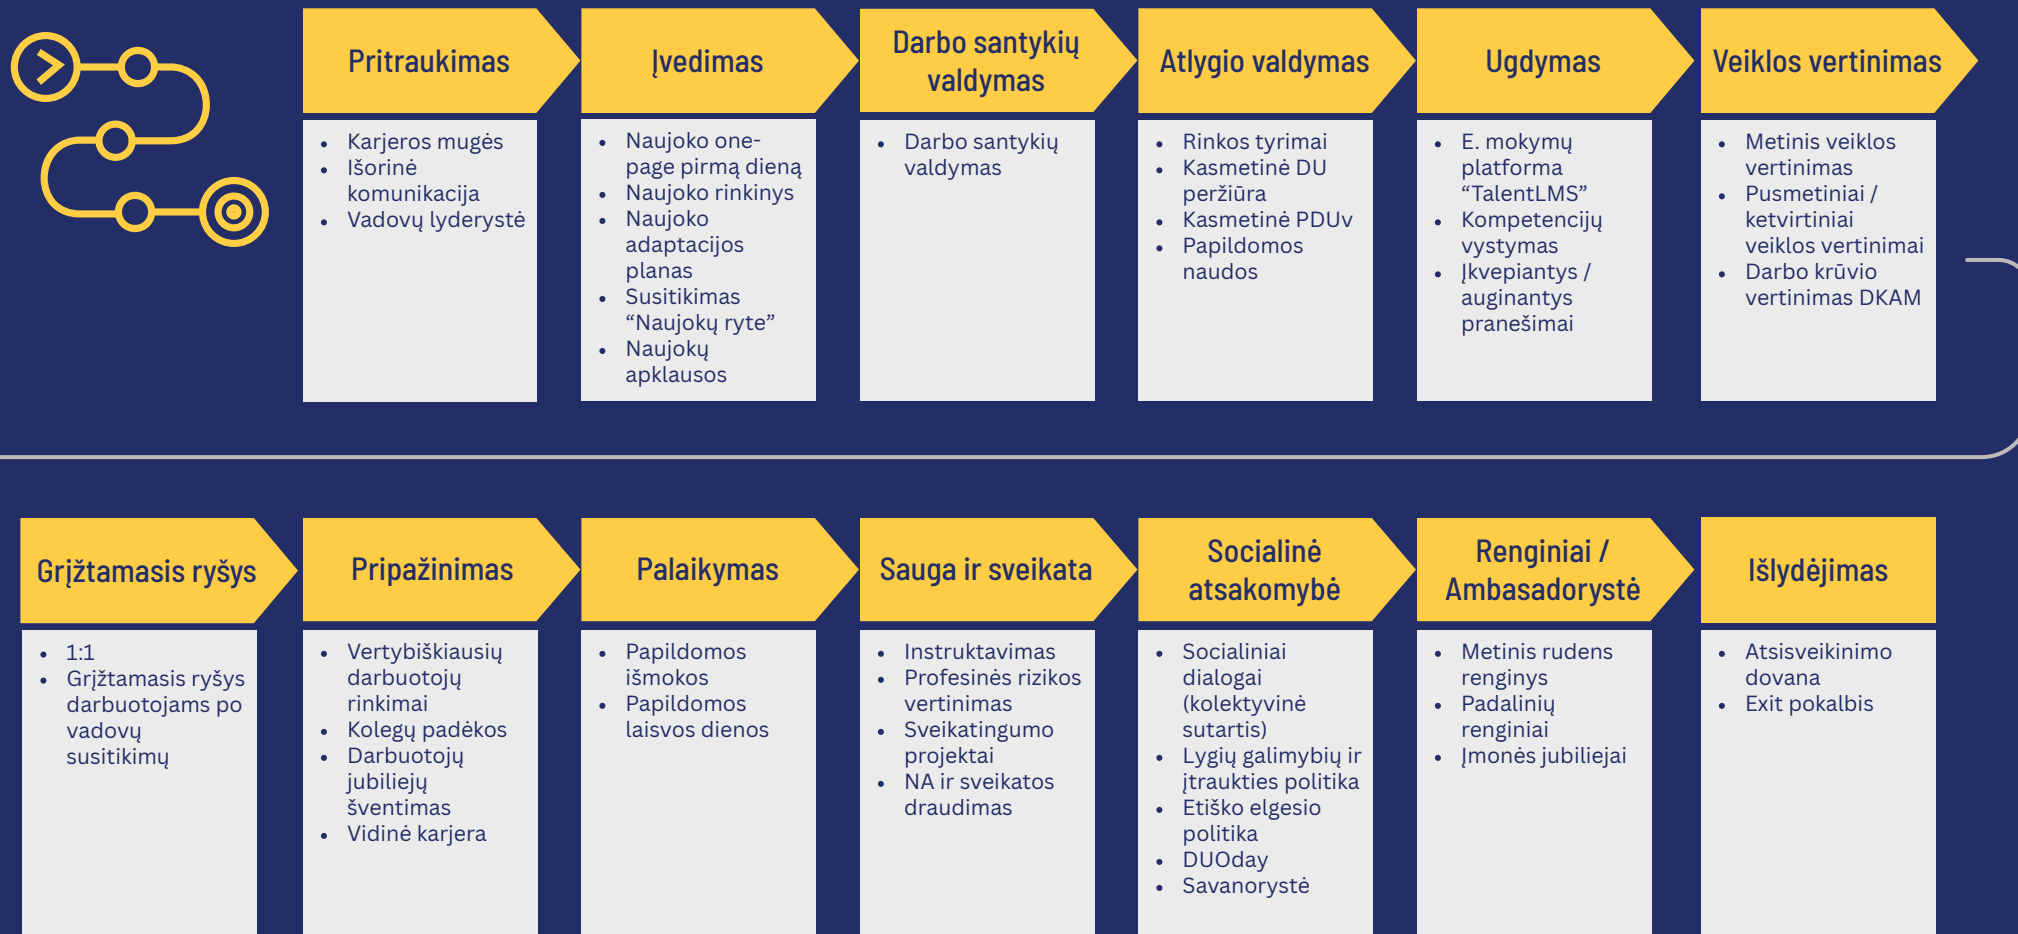 Pritraukimas
• Karjeros mugės
• Išorinė
komunikacija
• Vadovų lyderystė
Įvedimas
• Naujoko one-
page pirmą dieną
• Naujoko rinkinys
• Naujoko
adaptacijos
planas
• Susitikimas
“Naujokų ryte”
• Naujokų
apklausos
Darbo santykių
valdymas
• Darbo santykių
valdymas
Atlygio valdymas
• Rinkos tyrimai
• Kasmetinė DU
peržiūra
• Kasmetinė PDUv
• Papildomos
naudos
Ugdymas
• E. mokymų
platforma
“TalentLMS”
• Kompetencijų
vystymas
• Įkvepiantys /
auginantys
pranešimai
Veiklos vertinimas
• Metinis veiklos
vertinimas
• Pusmetiniai /
ketvirtiniai
veiklos vertinimai
• Darbo krūvio
vertinimas DKAM
Grįžtamasis ryšys
• 1:1
• Grįžtamasis ryšys
darbuotojams po
vadovų
susitikimų
Pripažinimas
• Vertybiškiausių
darbuotojų
rinkimai
• Kolegų padėkos
• Darbuotojų
jubiliejų
šventimas
• Vidinė karjera
Palaikymas
• Papildomos
išmokos
• Papildomos
laisvos dienos
Sauga ir sveikata
• Instruktavimas
• Profesinės rizikos
vertinimas
• Sveikatingumo
projektai
• NA ir sveikatos
draudimas
Socialinė
atsakomybė
• Socialiniai
dialogai
(kolektyvinė
sutartis)
• Lygių galimybių ir
įtraukties politika
• Etiško elgesio
politika
• DUOday
• Savanorystė
Renginiai /
Ambasadorystė
• Metinis rudens
renginys
• Padalinių
renginiai
• Įmonės jubiliejai
Išlydėjimas
• Atsisveikinimo
dovana
• Exit pokalbis